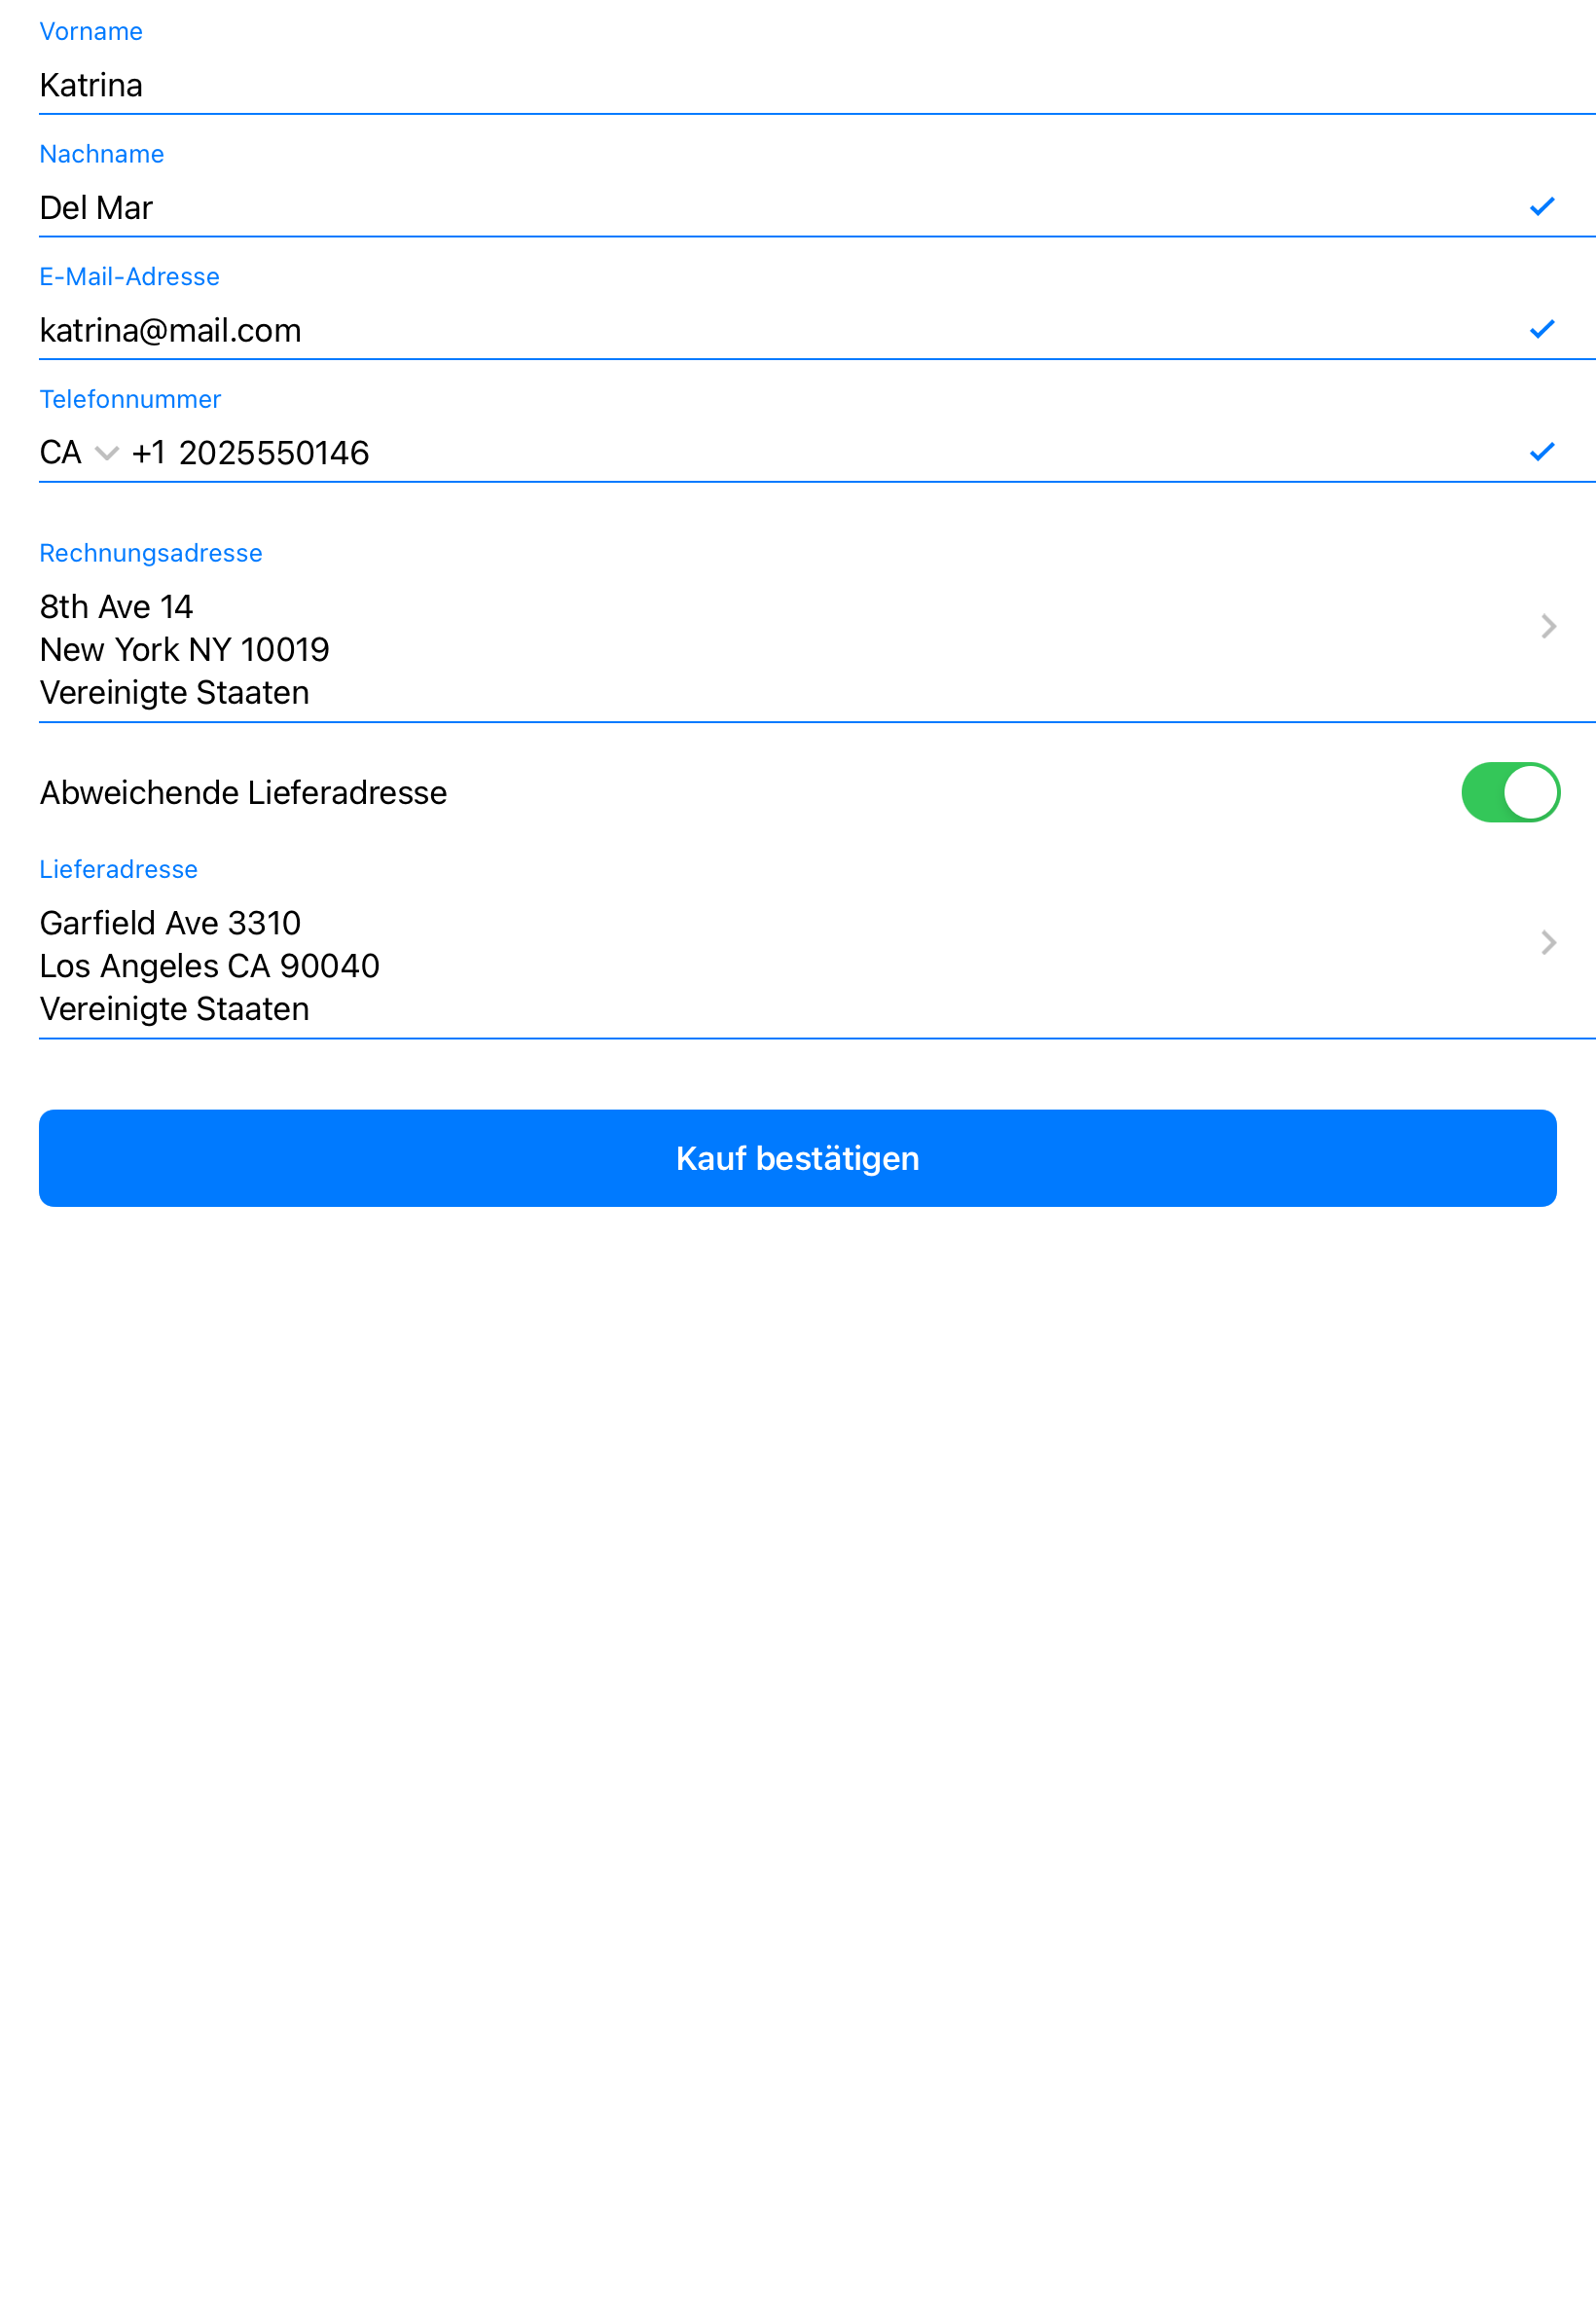 Vorname
Katrina
Nachname
Del Mar
E-Mail-Adresse
katrina@mail.com
Telefonnummer
CA +1 2025550146
Rechnungsadresse
8th Ave 14
New York NY 10019
Vereinigte Staaten
Abweichende Lieferadresse
Lieferadresse
Garfield Ave 3310
Los Angeles CA 90040
Vereinigte Staaten
Kauf bestätigen